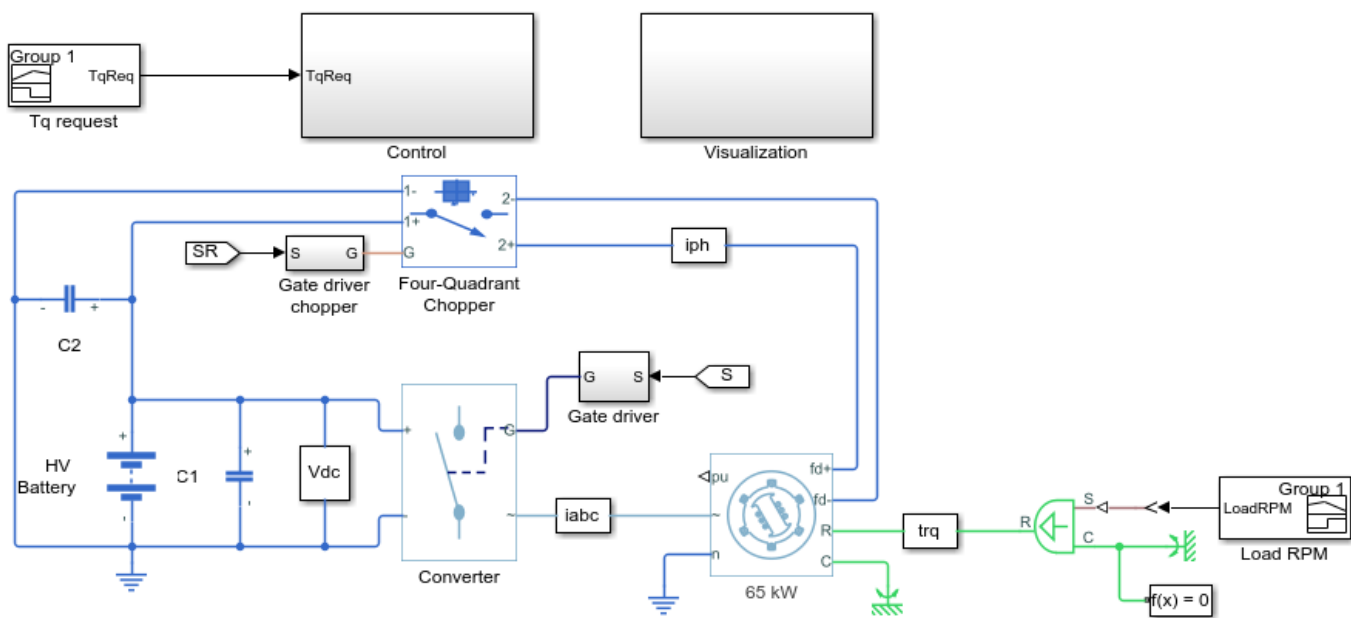 Group 1
TqReq
Tq request
TqReq
Control
Visualization
1-
1+
G
2-
2+
Four-Quadrant
Chopper
SR
S
G
Gate driver
chopper
iph
-
+
C2
G
S
Gate driver
S
+
-
HV
Battery
+
-
C1
Vdc
+
-
G
~
Converter
iabc
pu
~
n
fd+
fd-
R
C
65 kW
trq
R
S
C
Group 1
LoadRPM
Load RPM
f(x) = 0